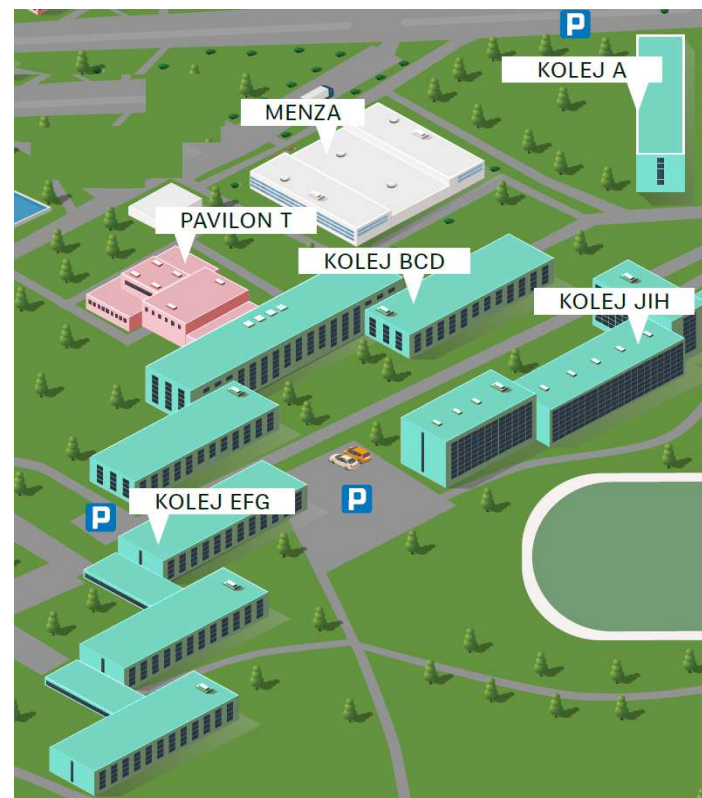 P
KOLEJ A
MENZA
PAVILON T
KOLEJ BCD
KOLEJ JIH
KOLEJ EFG
P
P